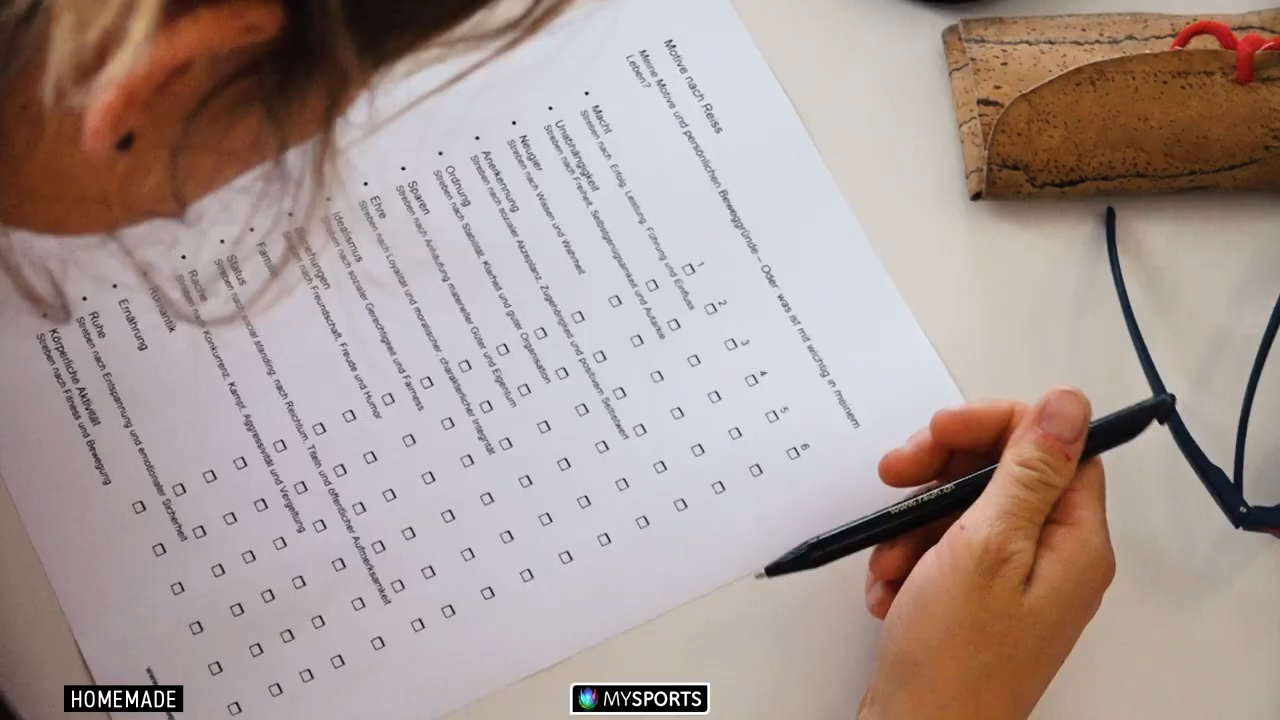 Motive nach Reiss
Meine Motive und persönlichen Beweggründe – Oder was ist mit wichtig in meinem
Leben?
1 2 3 4 5 6
• Macht
Streben nach Erfolg, Leistung, Führung und Einfluss
• Unabhängigkeit
Streben nach Freiheit, Selbstgenügsamkeit und Autarkie
• Neugier
Streben nach Wissen und Wahrheit
• Anerkennung
Streben nach sozialer Akzeptanz, Zugehörigkeit und positivem Selbstwert
• Ordnung
Streben nach Stabilität, Klarheit und guter Organisation
• Sparen
Streben nach Anhäufung materieller Güter und Eigentum
• Ehre
Streben nach Loyalität und moralischer, charakterlicher Integrität
• Idealismus
Streben nach sozialer Gerechtigkeit und Fairness
• Beziehungen
Streben nach Freundschaft, Freude und Humor
• Familie
• Status
Streben nach social standing, nach Reichtum, Titeln und öffentlicher Aufmerksamkeit
• Rache
Streben nach Konkurrenz, Kampf, Aggressivität und Vergeltung
Romantik
• Ernährung
• Ruhe
Streben nach Entspannung und emotionaler Sicherheit
• Körperliche Aktivität
Streben nach Fitness und Bewegung
www.
HOMEMADE
MYSPORTS